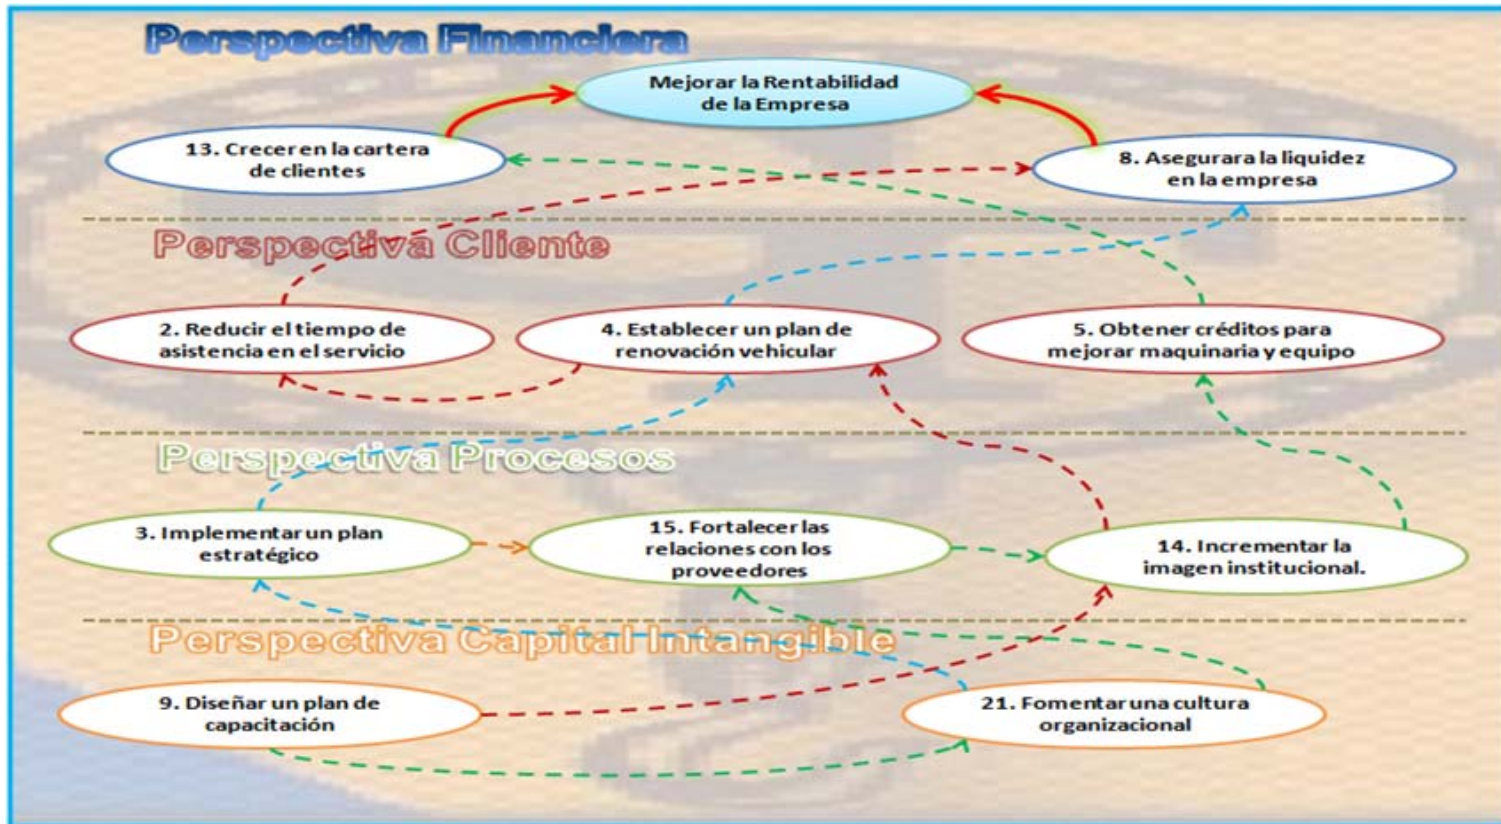 Perspectiva Financiera
Mejorar la Rentabilidad
de la Empresa
13. Crecer en la cartera
de clientes
8. Asegurara la liquidez
en la empresa
Perspectiva Cliente
2. Reducir el tiempo de
asistencia en el servicio
4. Establecer un plan de
renovación vehicular
5. Obtener créditos para
mejorar maquinaria y equipo
Perspectiva Procesos
3. Implementar un plan
estratégico
15. Fortalecer las
relaciones con los
proveedores
14. Incrementar la
imagen institucional.
Perspectiva Capital Intangible
9. Diseñar un plan de
capacitación
21. Fomentar una cultura
organizacional